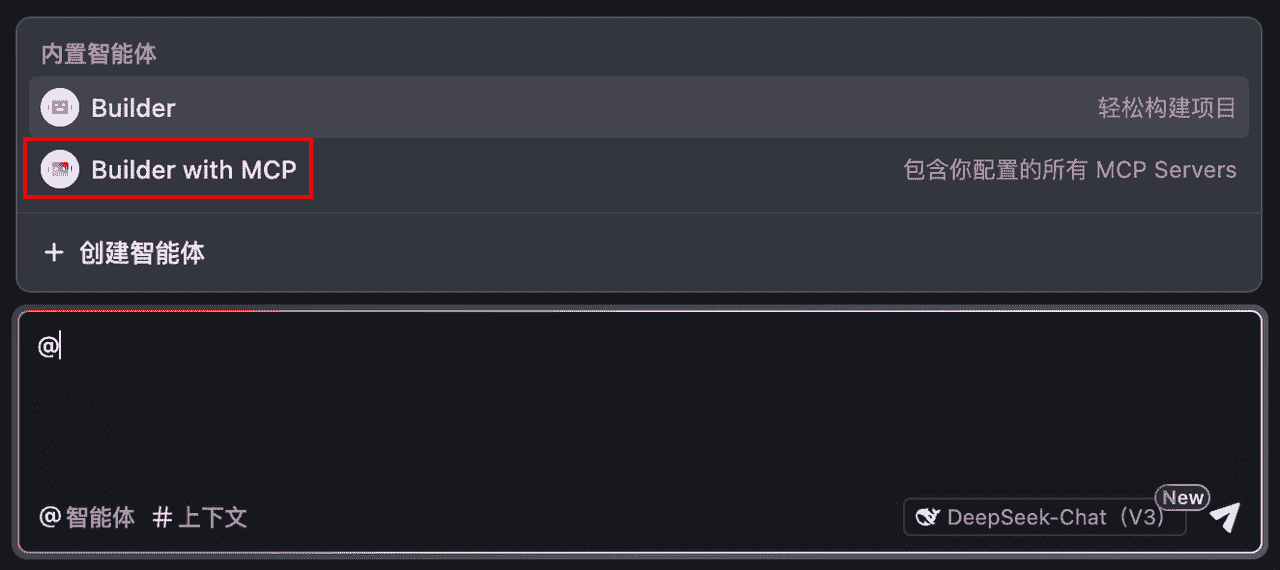 内置智能体
Builder 轻松构建项目
Builder with MCP 包含你配置的所有 MCP Servers
+ 创建智能体
@
@智能体 #上下文 DeepSeek-Chat（V3） New